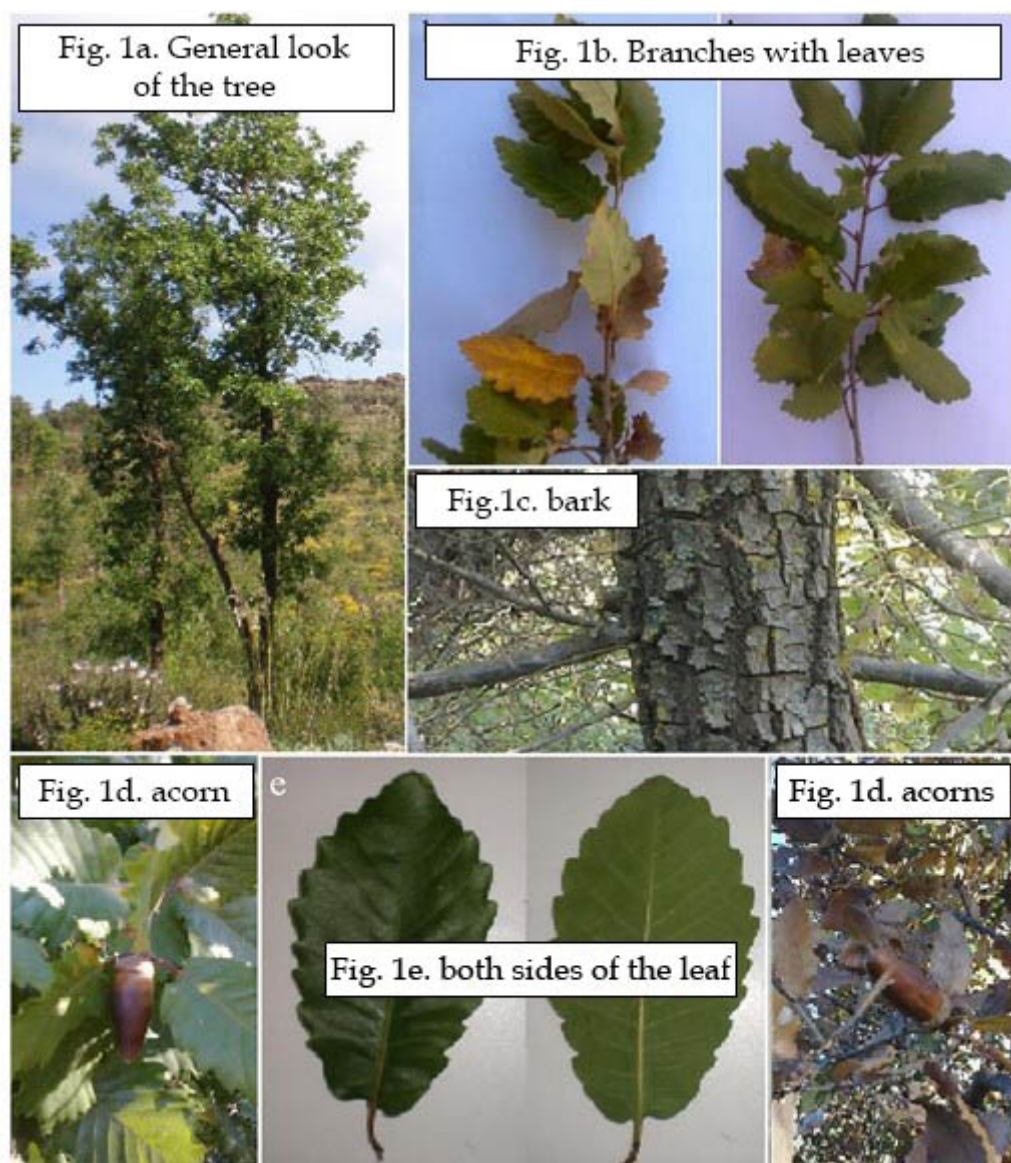 Fig. 1a. General look
of the tree
Fig. 1b. Branches with leaves
Fig.1c. bark
Fig. 1d. acorn
e
Fig. 1e. both sides of the leaf
Fig. 1d. acorns